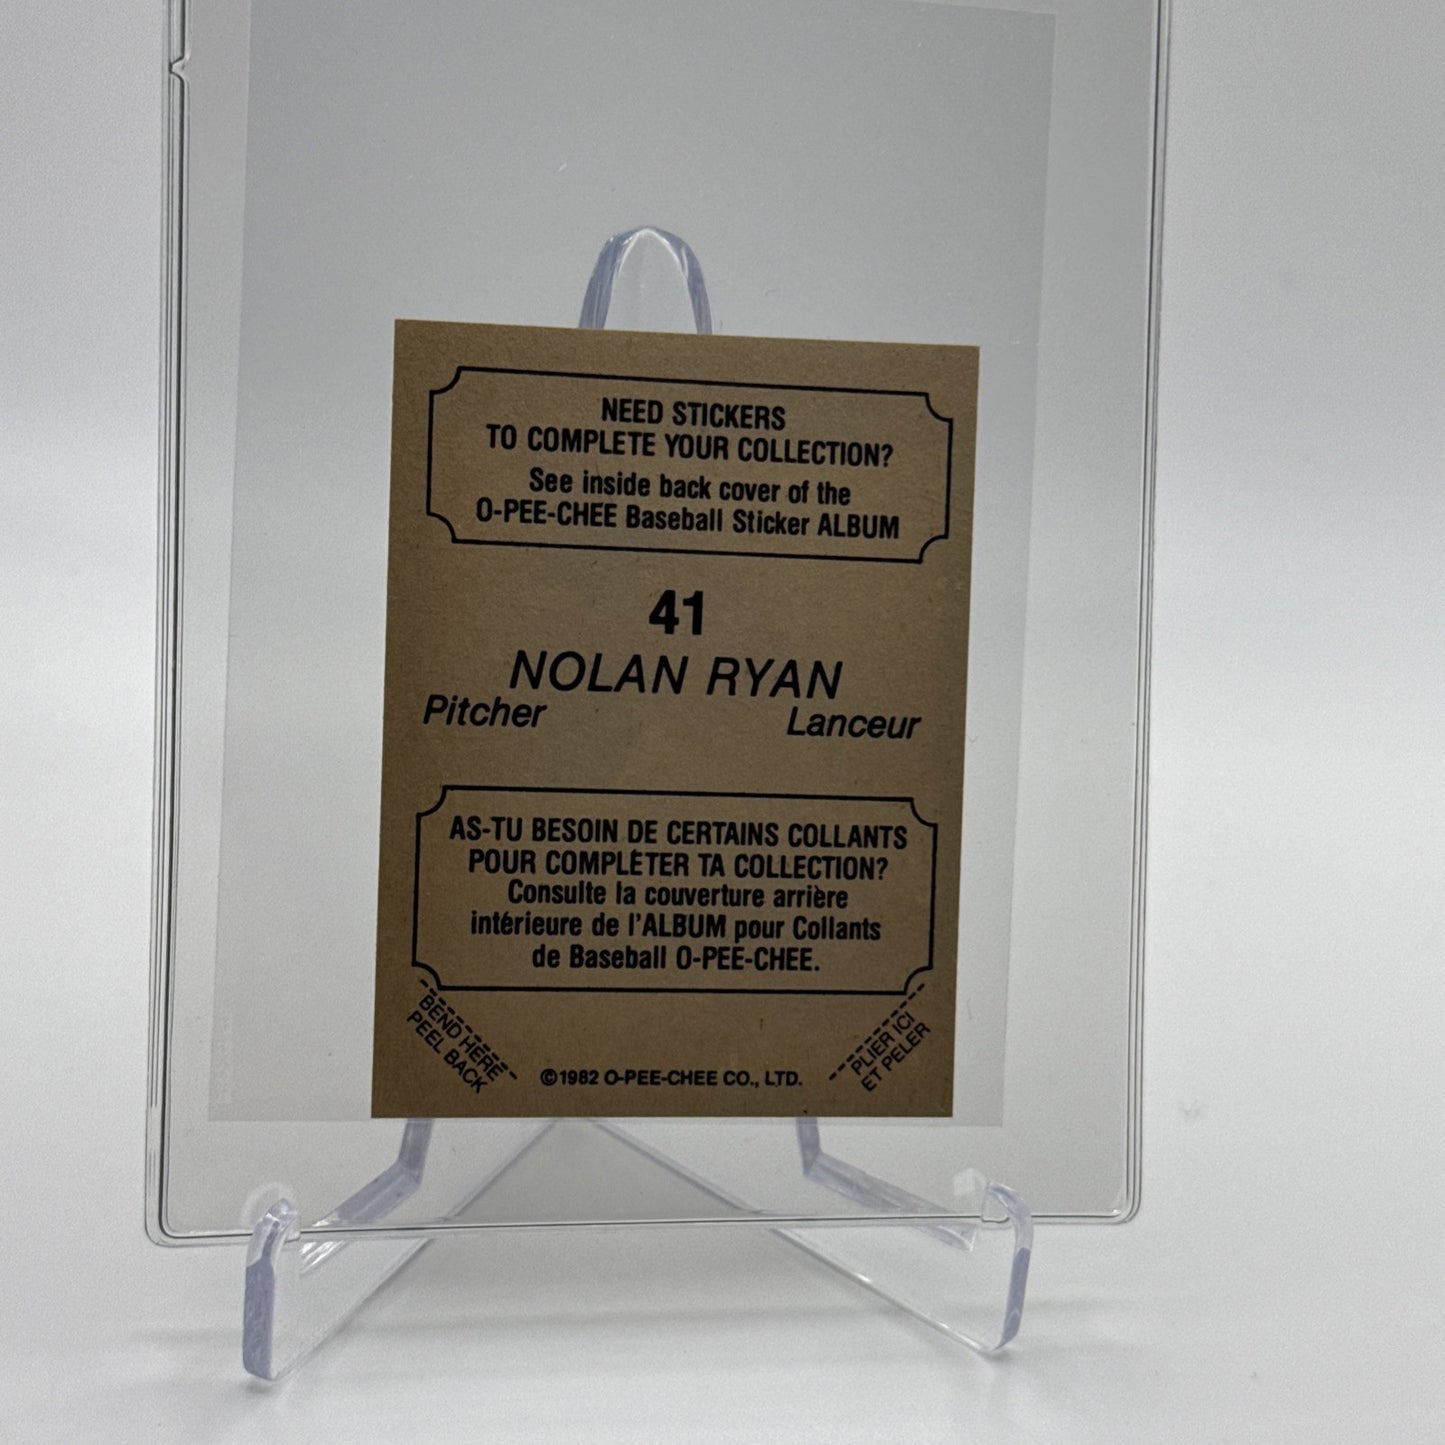 NEED STICKERS
TO COMPLETE YOUR COLLECTION?
See inside back cover of the
O-PEE-CHEE Baseball Sticker ALBUM
41
NOLAN RYAN
Pitcher Lanceur
AS-TU BESOIN DE CERTAINS COLLANTS
POUR COMPLÉTER TA COLLECTION?
Consulte la couverture arrière
intérieure de l'ALBUM pour Collants
de Baseball O-PEE-CHEE.
BEND HERE
PEEL BACK
©1982 O-PEE-CHEE CO., LTD.
PLIER ICI
ET PELER